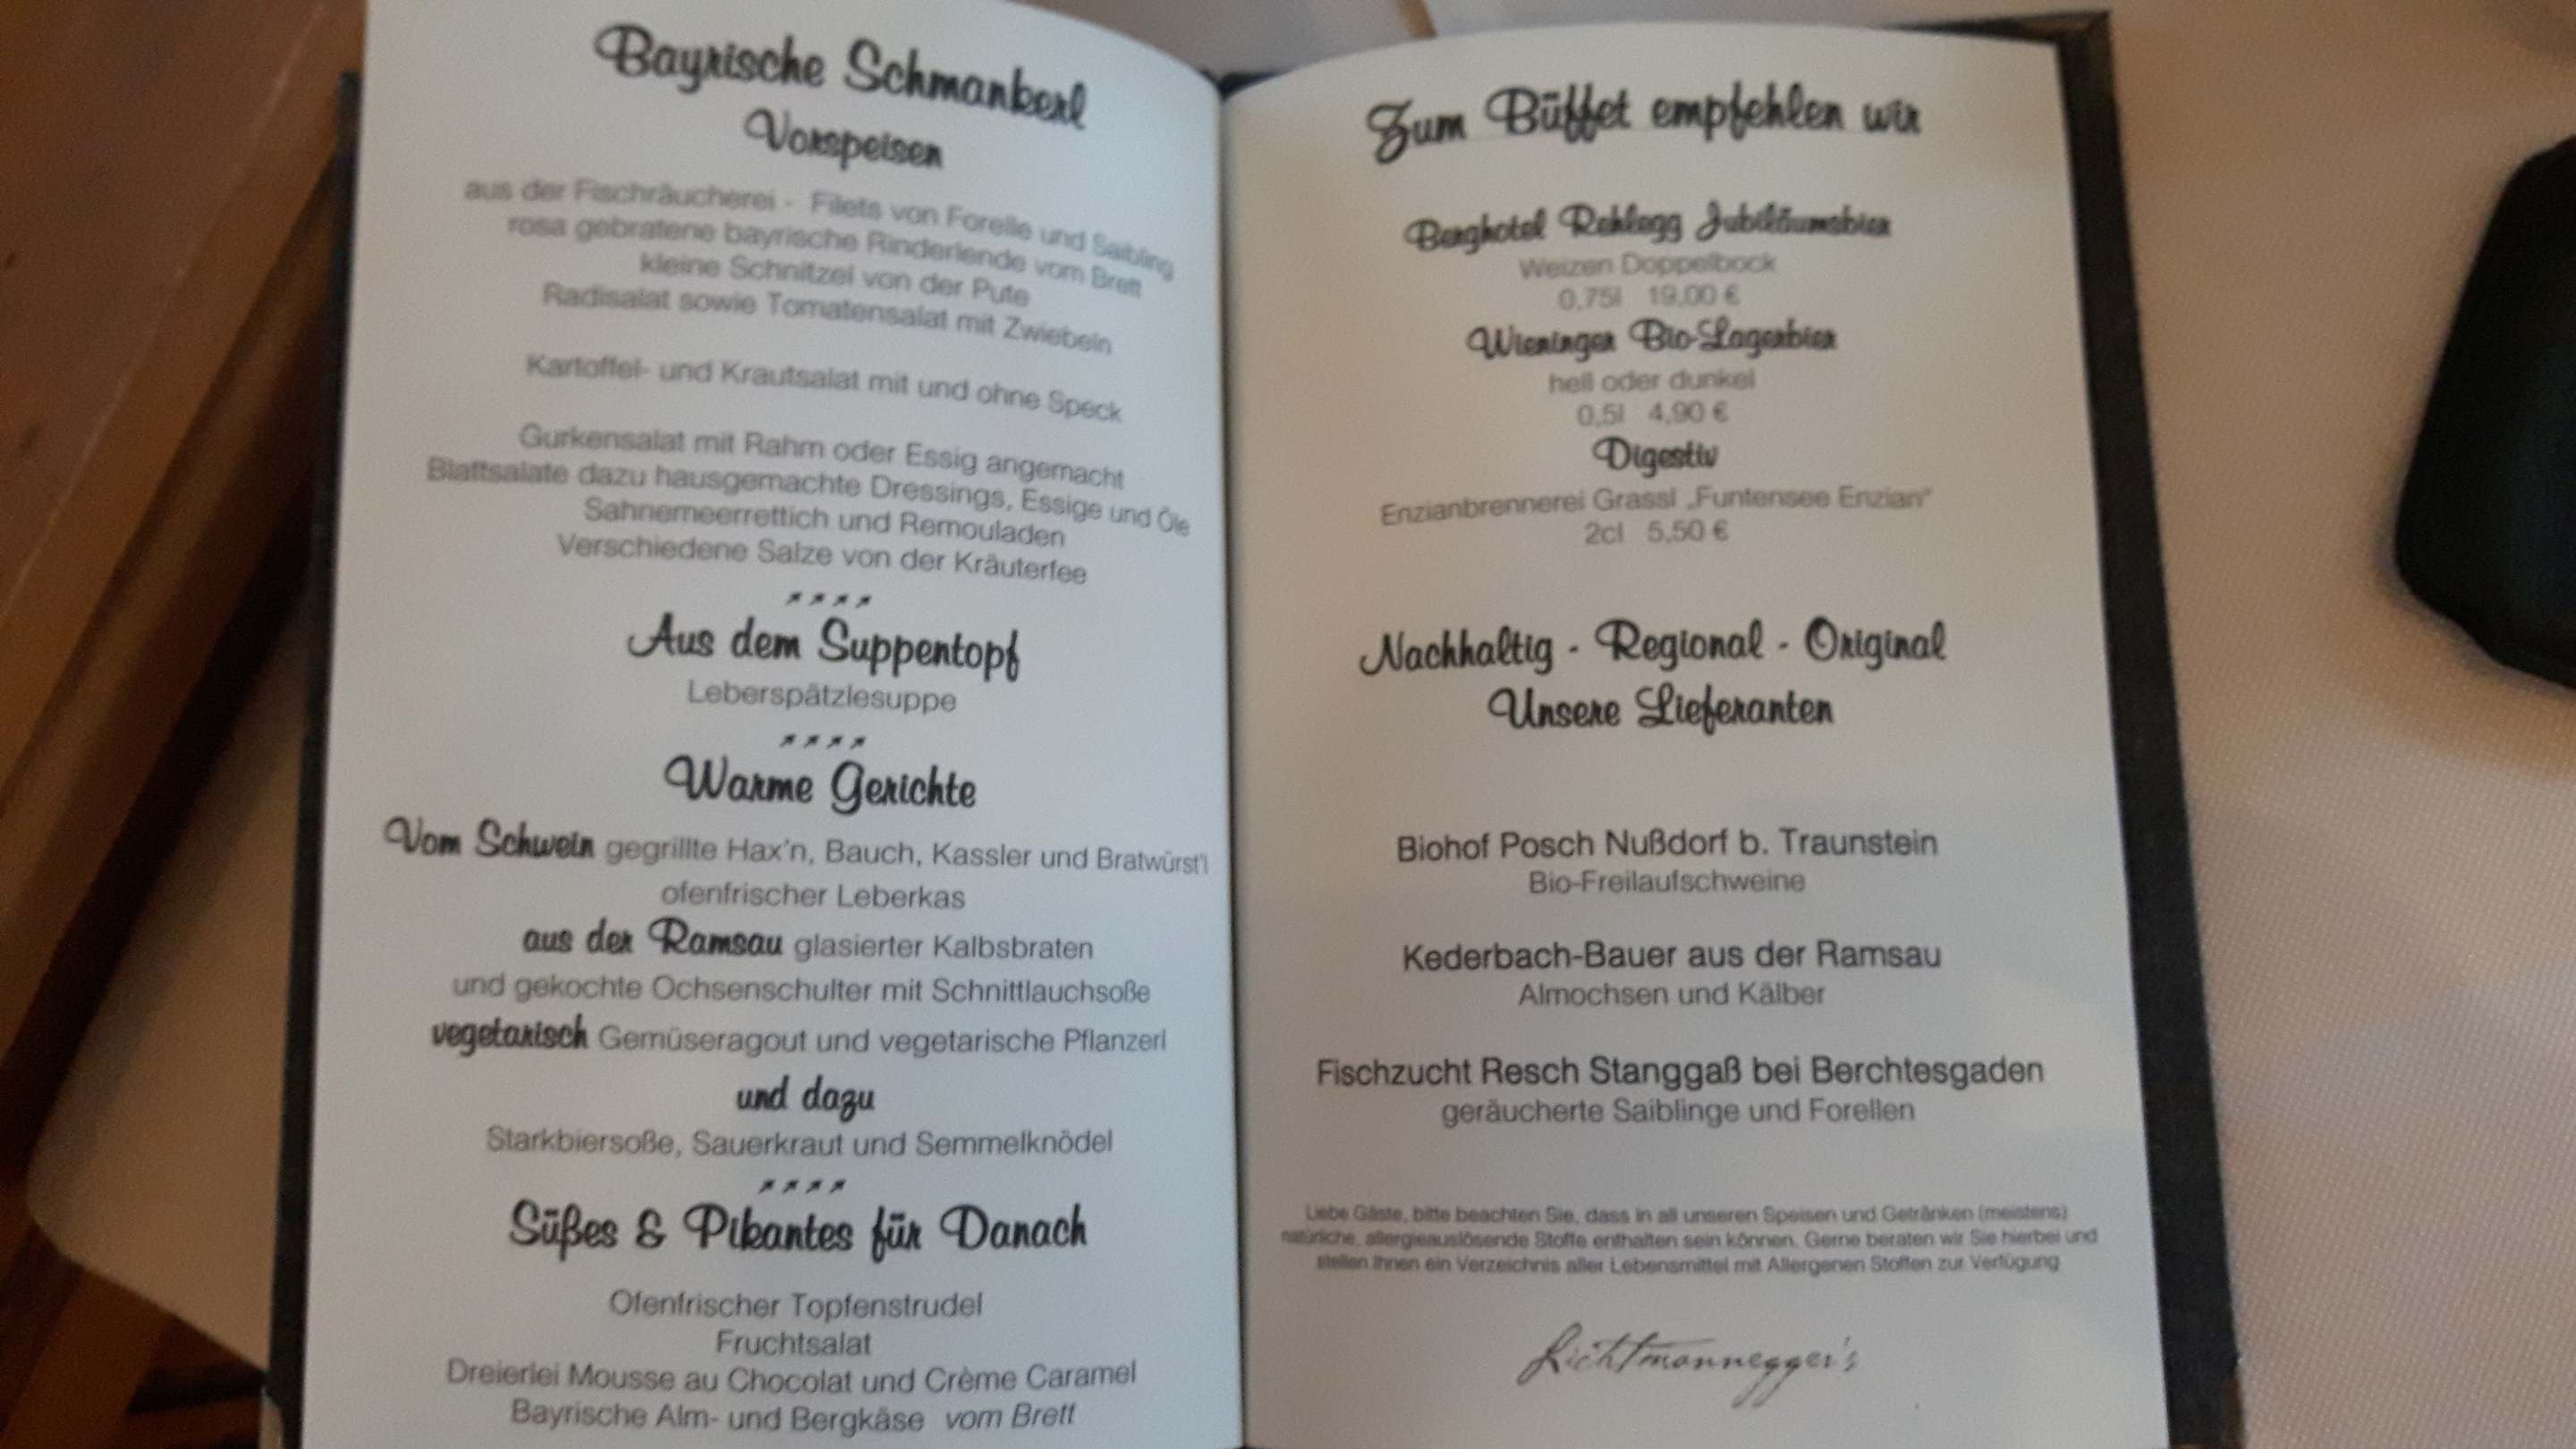 Bayrische Schmankerl
Vorspeisen
aus der Fischräucherei - Filets von Forelle und Saibling
rosa gebratene bayrische Rinderlende vom Brett
kleine Schnitzel von der Pute
Radisalat sowie Tomatensalat mit Zwiebeln
Kartoffel- und Krautsalat mit und ohne Speck
Gurkensalat mit Rahm oder Essig angemacht
Blattsalate dazu hausgemachte Dressings, Essige und Öle
Sahnemeerrettich und Remouladen
Verschiedene Salze von der Kräuterfee
Aus dem Suppentopf
Leberspätzlesuppe
Warme Gerichte
Vom Schwein gegrillte Hax'n, Bauch, Kassler und Bratwürst'l
ofenfrischer Leberkas
aus der Ramsau glasierter Kalbsbraten
und gekochte Ochsenschulter mit Schnittlauchsoße
vegetarisch Gemüseragout und vegetarische Pflanzerl
und dazu
Starkbiersoße, Sauerkraut und Semmelknödel
Süßes & Pikantes für Danach
Ofenfrischer Topfenstrudel
Fruchtsalat
Dreierlei Mousse au Chocolat und Crème Caramel
Bayrische Alm- und Bergkäse vom Brett
Zum Büffet empfehlen wir
Berghotel Rehlegg Jubiläumsbier
Weizen Doppelbock
0,75l 19,00 €
Wieninger Bio-Lagerbier
hell oder dunkel
0,5l 4,90 €
Digestiv
Enzianbrennerei Grassl „Funtensee Enzian"
2cl 5,50 €
Nachhaltig - Regional - Original
Unsere Lieferanten
Biohof Posch Nußdorf b. Traunstein
Bio-Freilaufschweine
Kederbach-Bauer aus der Ramsau
Almochsen und Kälber
Fischzucht Resch Stanggaß bei Berchtesgaden
geräucherte Saiblinge und Forellen
Liebe Gäste, bitte beachten Sie, dass in all unseren Speisen und Getränken (meistens)
natürliche, allergieauslösende Stoffe enthalten sein können. Gerne beraten wir Sie hierbei und
stellen Ihnen ein Verzeichnis aller Lebensmittel mit Allergenen Stoffen zur Verfügung
Lichtmannegger's